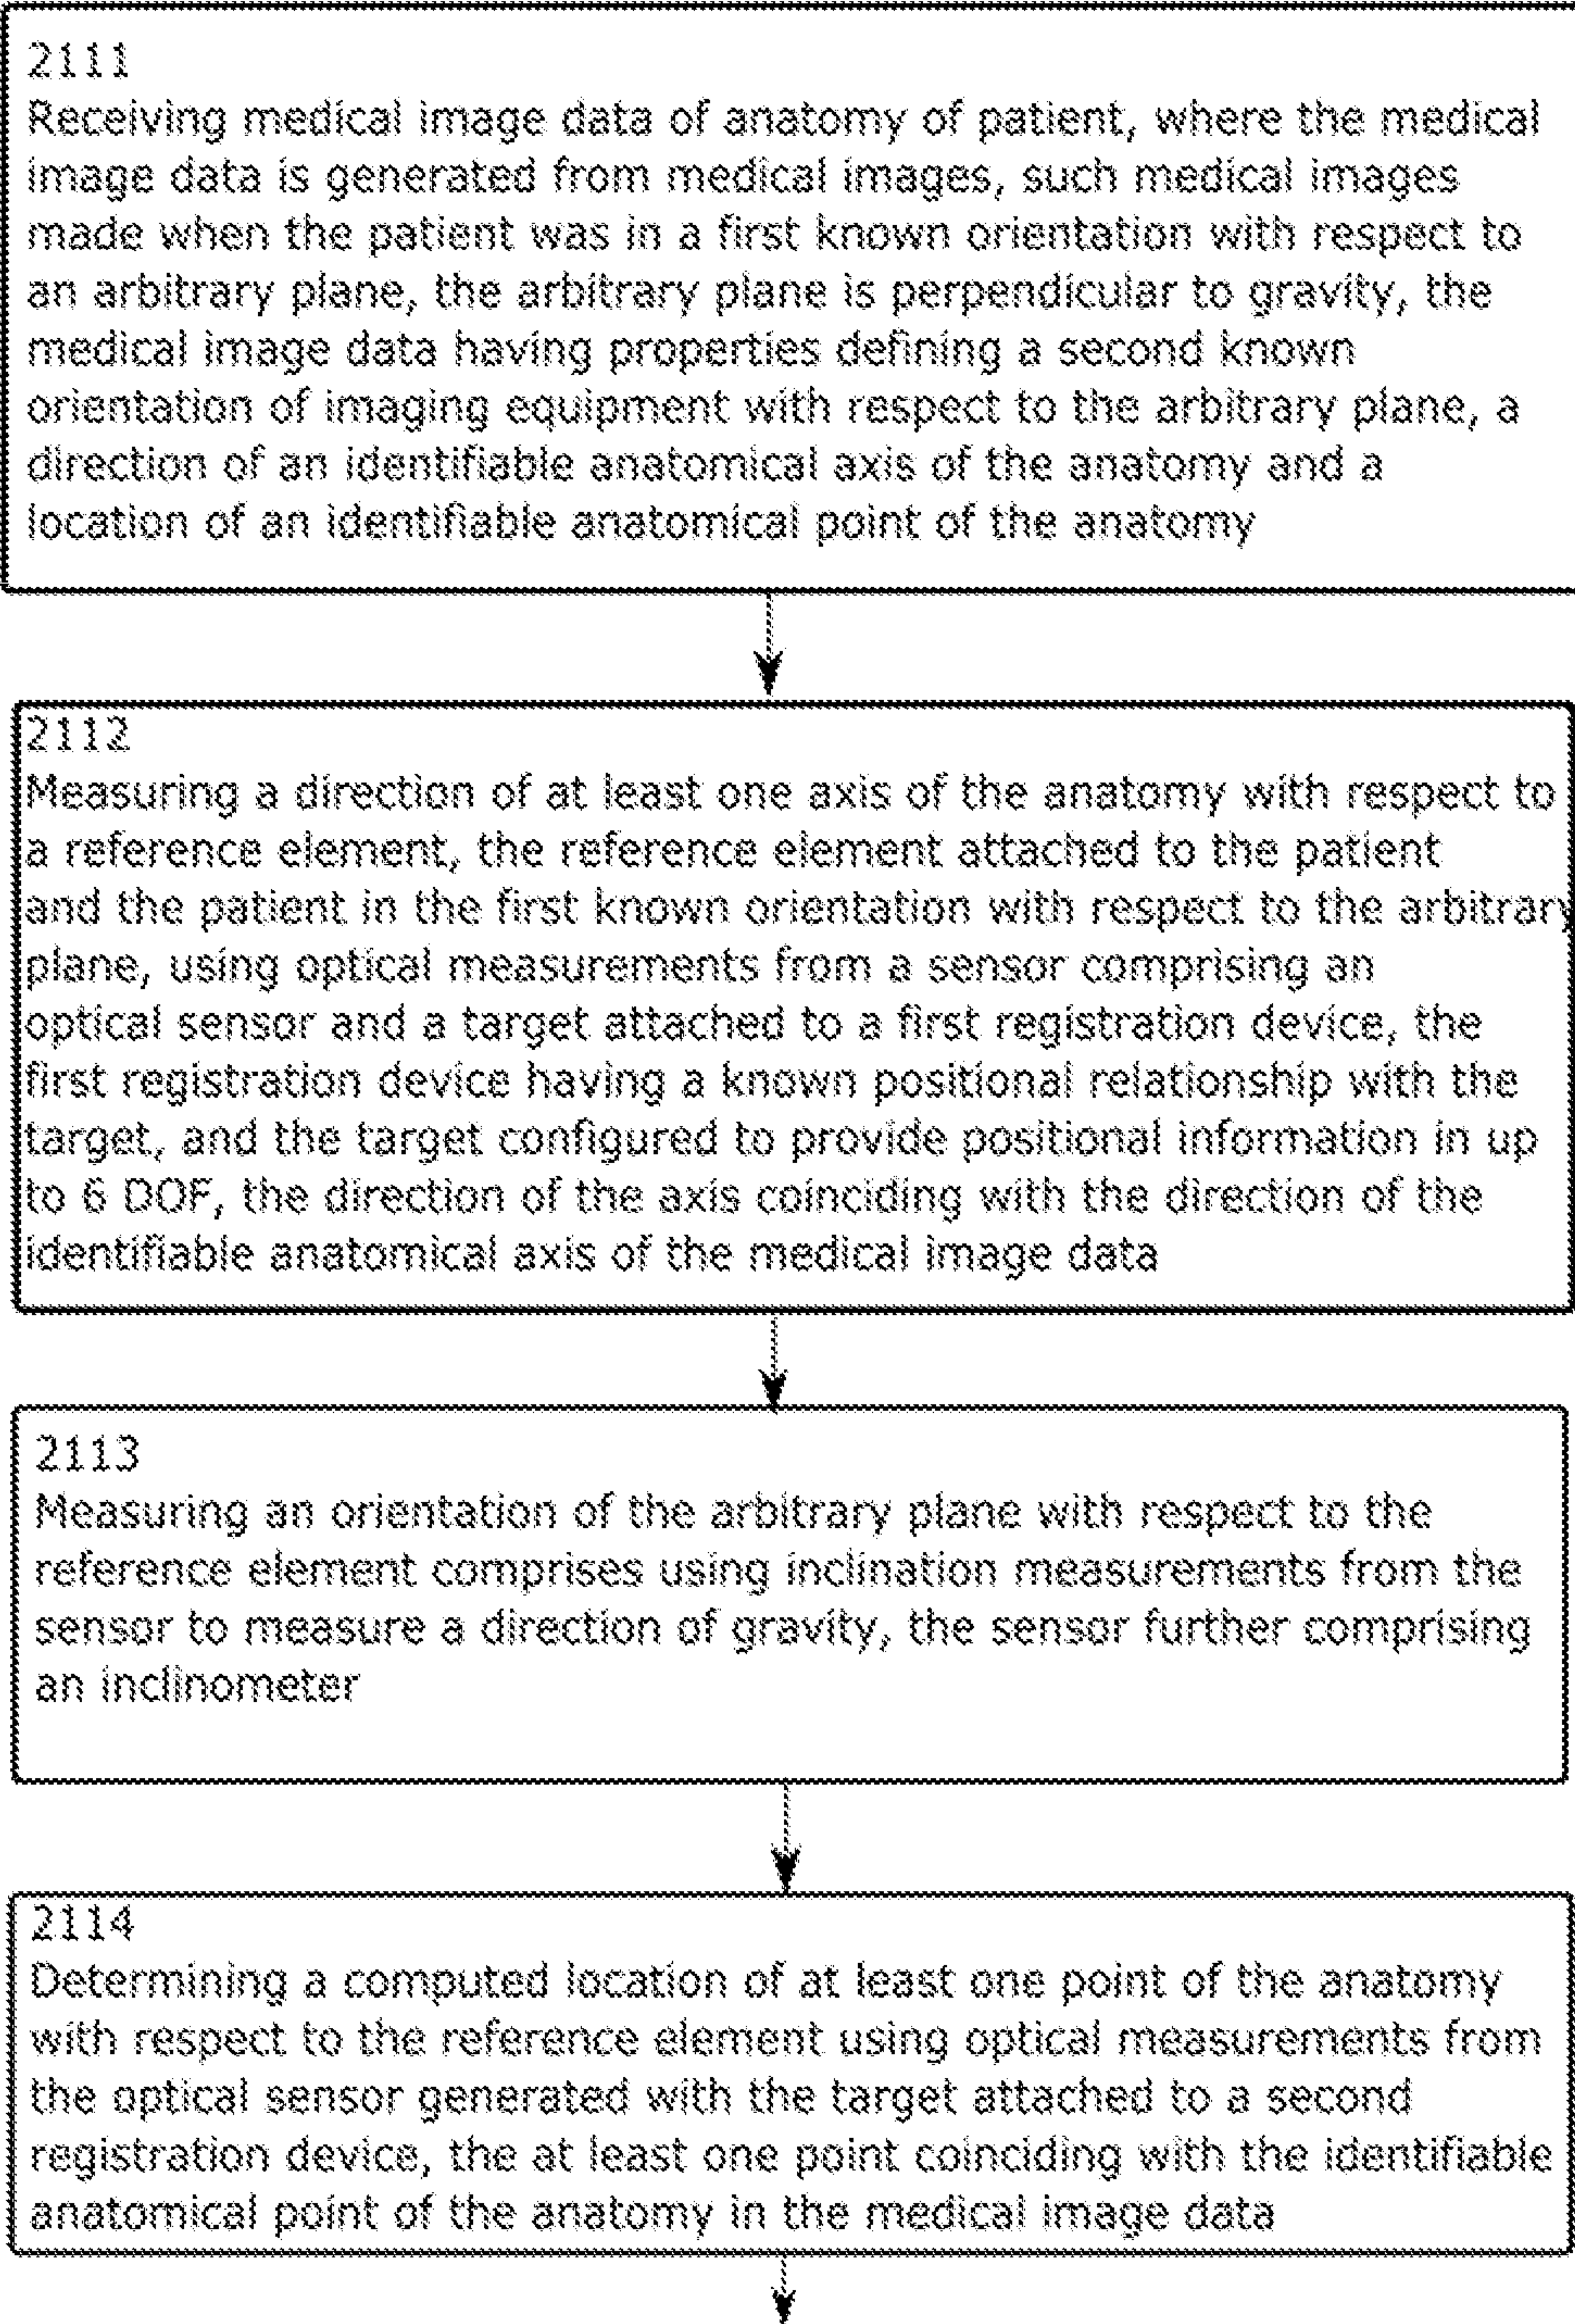 2111
Receiving medical image data of anatomy of patient, where the medical
image data is generated from medical images, such medical images
made when the patient was in a first known orientation with respect to
an arbitrary plane, the arbitrary plane is perpendicular to gravity, the
medical image data having properties defining a second known
orientation of imaging equipment with respect to the arbitrary plane, a
direction of an identifiable anatomical axis of the anatomy and a
location of an identifiable anatomical point of the anatomy
2112
Measuring a direction of at least one axis of the anatomy with respect to
a reference element, the reference element attached to the patient
and the patient in the first known orientation with respect to the arbitrary
plane, using optical measurements from a sensor comprising an
optical sensor and a target attached to a first registration device, the
first registration device having a known positional relationship with the
target, and the target configured to provide positional information in up
to 6 DOF, the direction of the axis coinciding with the direction of the
identifiable anatomical axis of the medical image data
2113
Measuring an orientation of the arbitrary plane with respect to the
reference element comprises using inclination measurements from the
sensor to measure a direction of gravity, the sensor further comprising
an inclinometer
2114
Determining a computed location of at least one point of the anatomy
with respect to the reference element using optical measurements from
the optical sensor generated with the target attached to a second
registration device, the at least one point coinciding with the identifiable
anatomical point of the anatomy in the medical image data